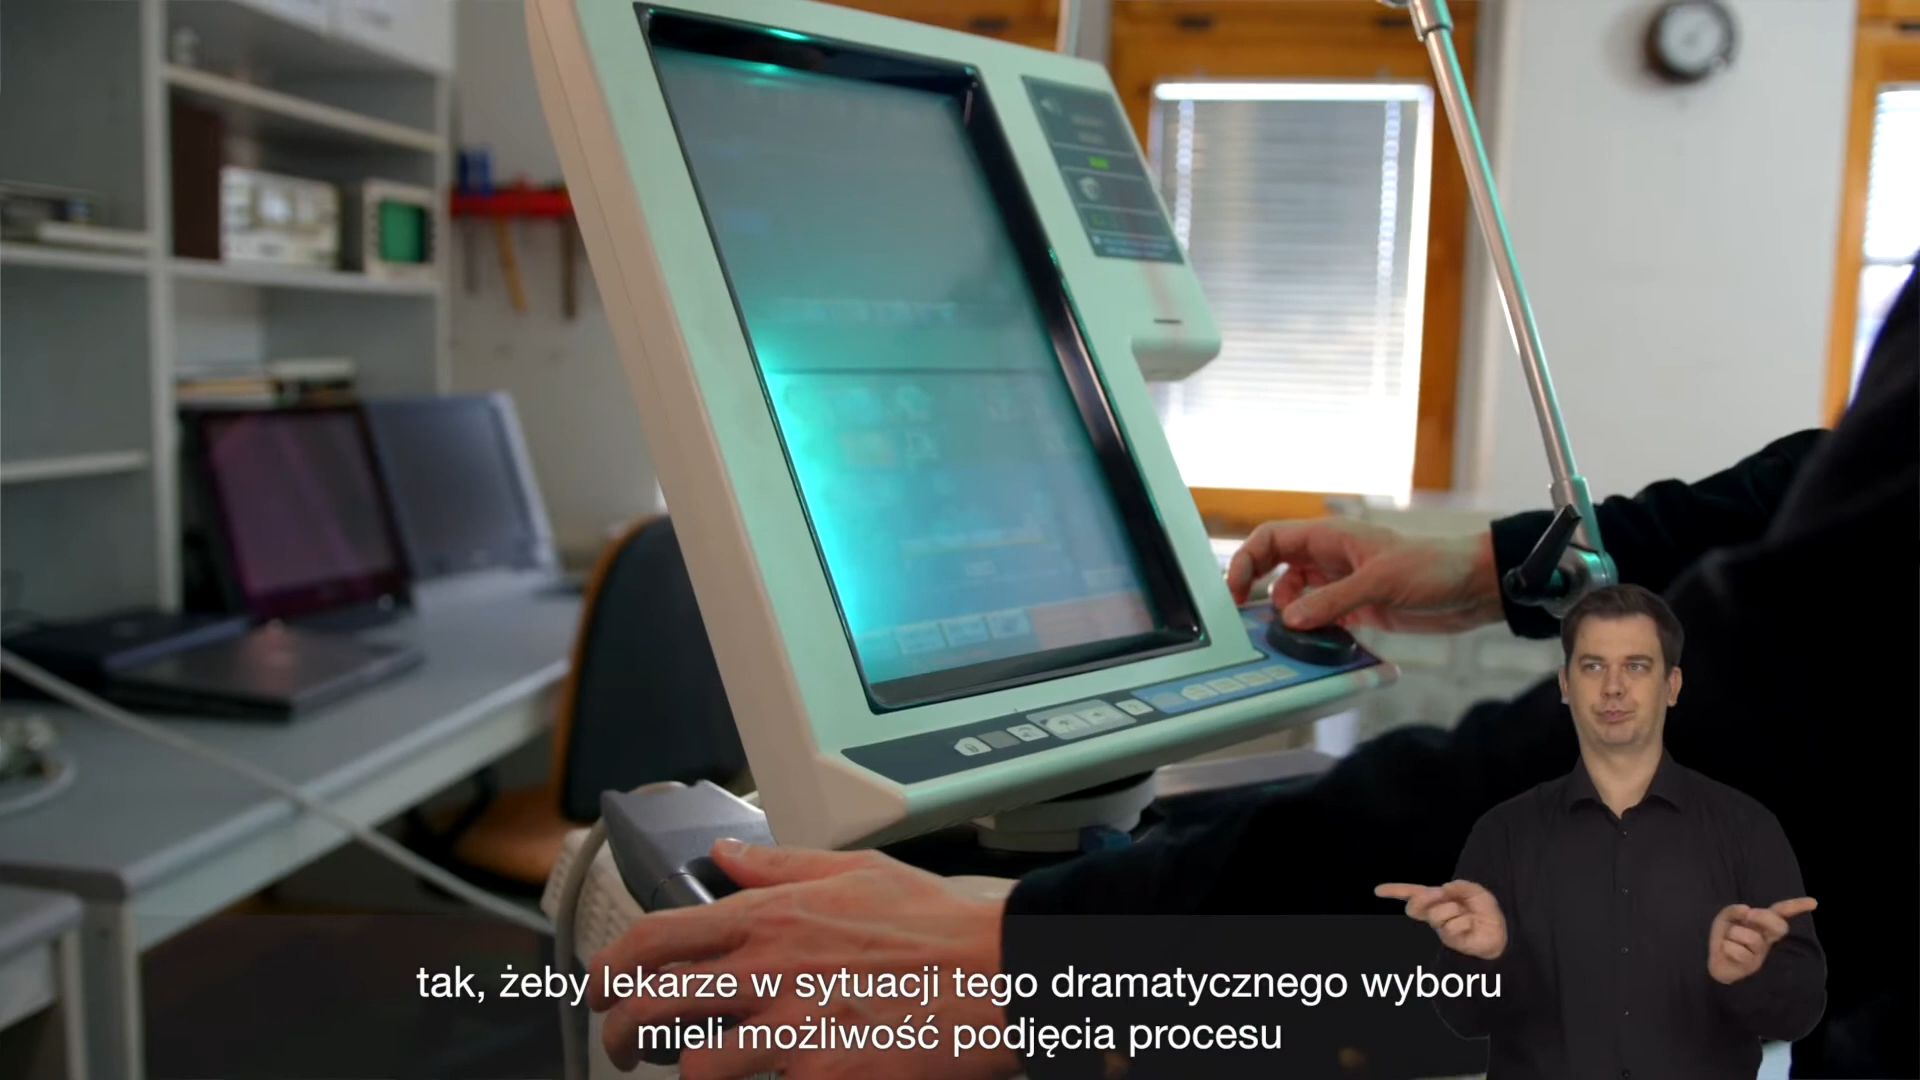 tak, żeby lekarze w sytuacji tego dramatycznego wyboru
mieli możliwość podjęcia procesu